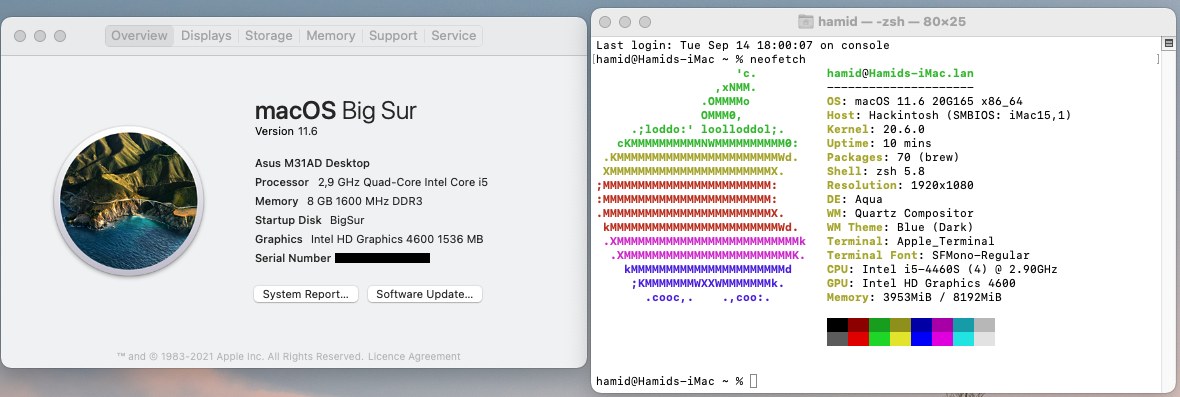 Overview Displays Storage Memory Support Service
macOS Big Sur
Version 11.6
Asus M31AD Desktop
Processor 2,9 GHz Quad-Core Intel Core i5
Memory 8 GB 1600 MHz DDR3
Startup Disk BigSur
Graphics Intel HD Graphics 4600 1536 MB
Serial Number
System Report... Software Update...
™ and © 1983-2021 Apple Inc. All Rights Reserved. Licence Agreement
hamid — -zsh — 80×25
Last login: Tue Sep 14 18:00:07 on console
[hamid@Hamids-iMac ~ % neofetch ]
'c. hamid@Hamids-iMac.lan
,xNMM. ---------------------
.OMMMMo OS: macOS 11.6 20G165 x86_64
OMMM0, Host: Hackintosh (SMBIOS: iMac15,1)
.;loddo:' loolloddol;. Kernel: 20.6.0
cKMMMMMMMMMMNWMMMMMMMMMM0: Uptime: 10 mins
.KMMMMMMMMMMMMMMMMMMMMMMMWd. Packages: 70 (brew)
XMMMMMMMMMMMMMMMMMMMMMMMX. Shell: zsh 5.8
;MMMMMMMMMMMMMMMMMMMMMMMM: Resolution: 1920x1080
:MMMMMMMMMMMMMMMMMMMMMMMM: DE: Aqua
.MMMMMMMMMMMMMMMMMMMMMMMMX. WM: Quartz Compositor
kMMMMMMMMMMMMMMMMMMMMMMMMWd. WM Theme: Blue (Dark)
.XMMMMMMMMMMMMMMMMMMMMMMMMMMk Terminal: Apple_Terminal
.XMMMMMMMMMMMMMMMMMMMMMMMMK. Terminal Font: SFMono-Regular
kMMMMMMMMMMMMMMMMMMMMMMd CPU: Intel i5-4460S (4) @ 2.90GHz
;KMMMMMMMWXXWMMMMMMMk. GPU: Intel HD Graphics 4600
.cooc,. .,coo:. Memory: 3953MiB / 8192MiB
hamid@Hamids-iMac ~ %